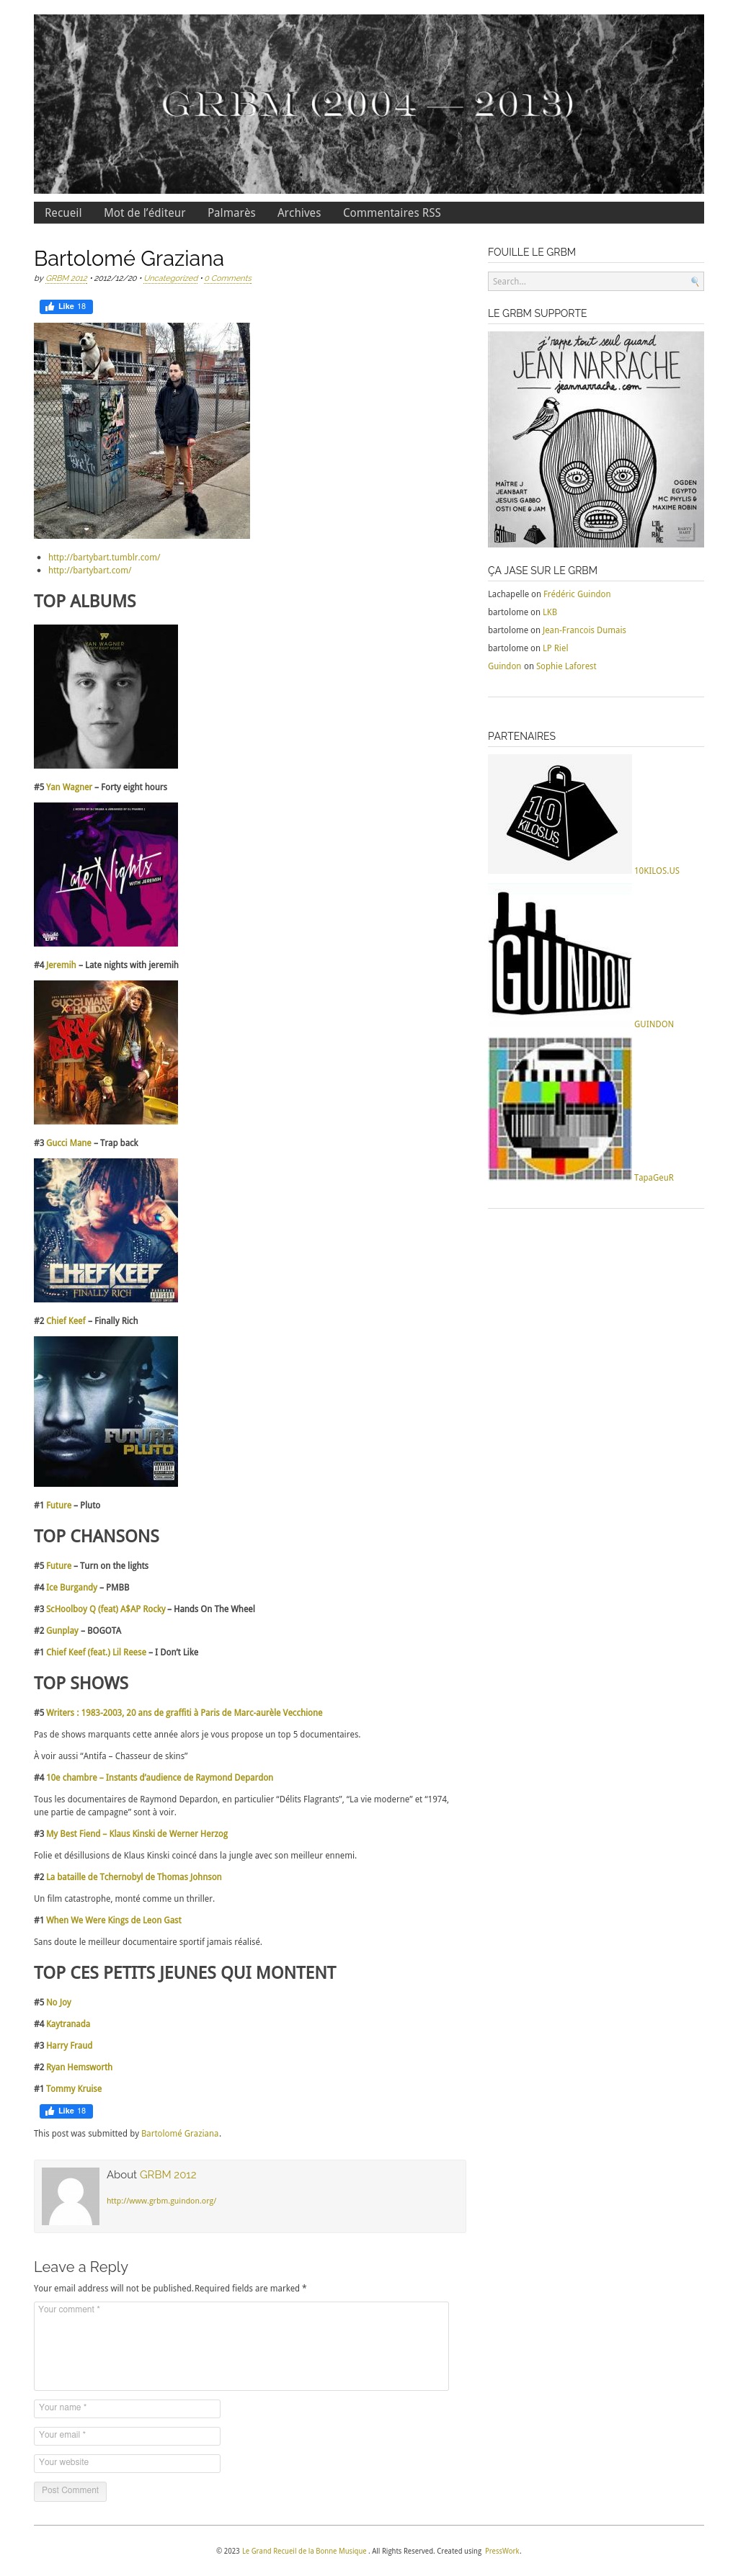 GRBM (2004 — 2013)
Recueil
Mot de l’éditeur
Palmarès
Archives
Commentaires RSS
Bartolomé Graziana
by GRBM 2012 • 2012/12/20 • Uncategorized • 0 Comments
Like 18
http://bartybart.tumblr.com/
http://bartybart.com/
TOP ALBUMS
YAN WAGNER
FORTY EIGHT HOURS
#5 Yan Wagner – Forty eight hours
Late Nights
WITH JEREMIH
#4 Jeremih – Late nights with jeremih
GUCCI MANE
X HOLIDAY
TRAP BACK
#3 Gucci Mane – Trap back
CHIEF KEEF
FINALLY RICH
#2 Chief Keef – Finally Rich
FUTURE
PLUTO
#1 Future – Pluto
TOP CHANSONS
#5 Future – Turn on the lights
#4 Ice Burgandy – PMBB
#3 ScHoolboy Q (feat) A$AP Rocky – Hands On The Wheel
#2 Gunplay – BOGOTA
#1 Chief Keef (feat.) Lil Reese – I Don’t Like
TOP SHOWS
#5 Writers : 1983-2003, 20 ans de graffiti à Paris de Marc-aurèle Vecchione
Pas de shows marquants cette année alors je vous propose un top 5 documentaires.
À voir aussi “Antifa – Chasseur de skins”
#4 10e chambre – Instants d’audience de Raymond Depardon
Tous les documentaires de Raymond Depardon, en particulier “Délits Flagrants”, “La vie moderne” et “1974,
une partie de campagne” sont à voir.
#3 My Best Fiend – Klaus Kinski de Werner Herzog
Folie et désillusions de Klaus Kinski coincé dans la jungle avec son meilleur ennemi.
#2 La bataille de Tchernobyl de Thomas Johnson
Un film catastrophe, monté comme un thriller.
#1 When We Were Kings de Leon Gast
Sans doute le meilleur documentaire sportif jamais réalisé.
TOP CES PETITS JEUNES QUI MONTENT
#5 No Joy
#4 Kaytranada
#3 Harry Fraud
#2 Ryan Hemsworth
#1 Tommy Kruise
Like 18
This post was submitted by Bartolomé Graziana.
About GRBM 2012
http://www.grbm.guindon.org/
Leave a Reply
Your email address will not be published. Required fields are marked *
Your comment *
Your name *
Your email *
Your website
Post Comment
FOUILLE LE GRBM
Search...
LE GRBM SUPPORTE
j'rappe tout seul quand
JEAN NARRACHE
jeannarrache.com
MAÎTRE J
JEANBART
JESUIS GABBO
OSTI ONE & JAM
OGDEN
EGYPTO
MC PHYLIS &
MAXIME ROBIN
ÇA JASE SUR LE GRBM
Lachapelle on Frédéric Guindon
bartolome on LKB
bartolome on Jean-Francois Dumais
bartolome on LP Riel
Guindon on Sophie Laforest
PARTENAIRES
10
KILOS.US
10KILOS.US
GUINDON
GUINDON
TapaGeuR
© 2023 Le Grand Recueil de la Bonne Musique . All Rights Reserved. Created using PressWork.